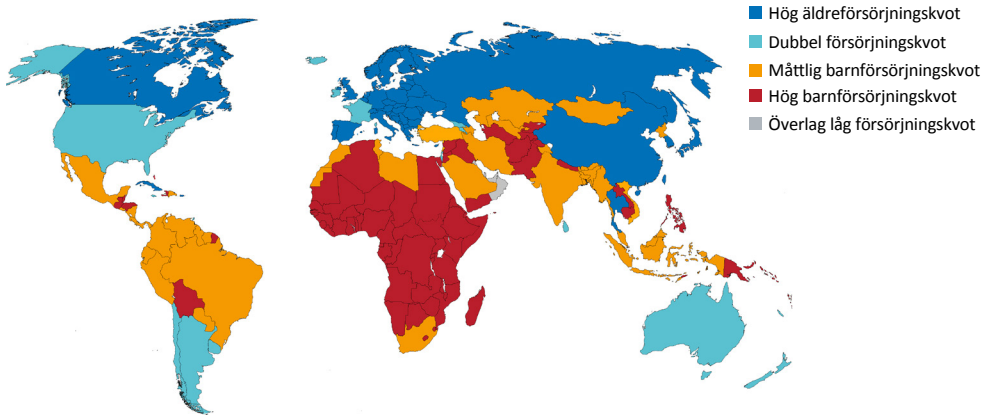 Hög äldreförsörjningskvot
Dubbel försörjningskvot
Måttlig barnförsörjningskvot
Hög barnförsörjningskvot
Överlag låg försörjningskvot